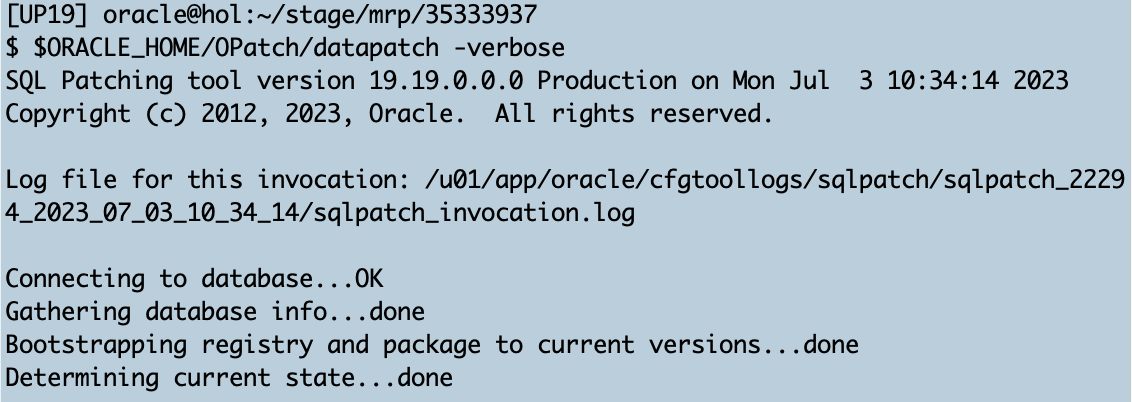 [UP19] oracle@hol:~/stage/mrp/35333937
$ $ORACLE_HOME/OPatch/datapatch -verbose
SQL Patching tool version 19.19.0.0.0 Production on Mon Jul  3 10:34:14 2023
Copyright (c) 2012, 2023, Oracle.  All rights reserved.

Log file for this invocation: /u01/app/oracle/cfgtoollogs/sqlpatch/sqlpatch_2229
4_2023_07_03_10_34_14/sqlpatch_invocation.log

Connecting to database...OK
Gathering database info...done
Bootstrapping registry and package to current versions...done
Determining current state...done